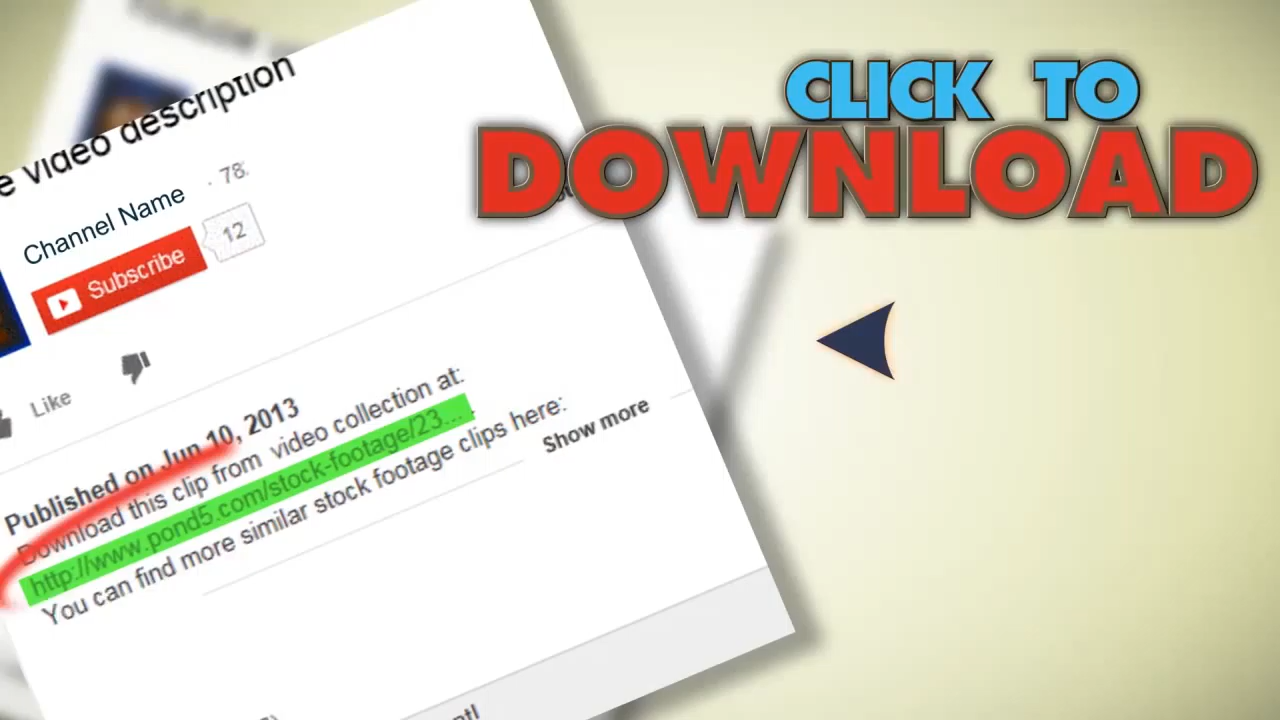 CLICK TO
DOWNLOAD
e video description
Channel Name
78
Subscribe
12
Like
Published on Jun 10, 2013
Download this clip from video collection at:
http://www.pond5.com/stock-footage/23...
You can find more similar stock footage clips here:
Show more